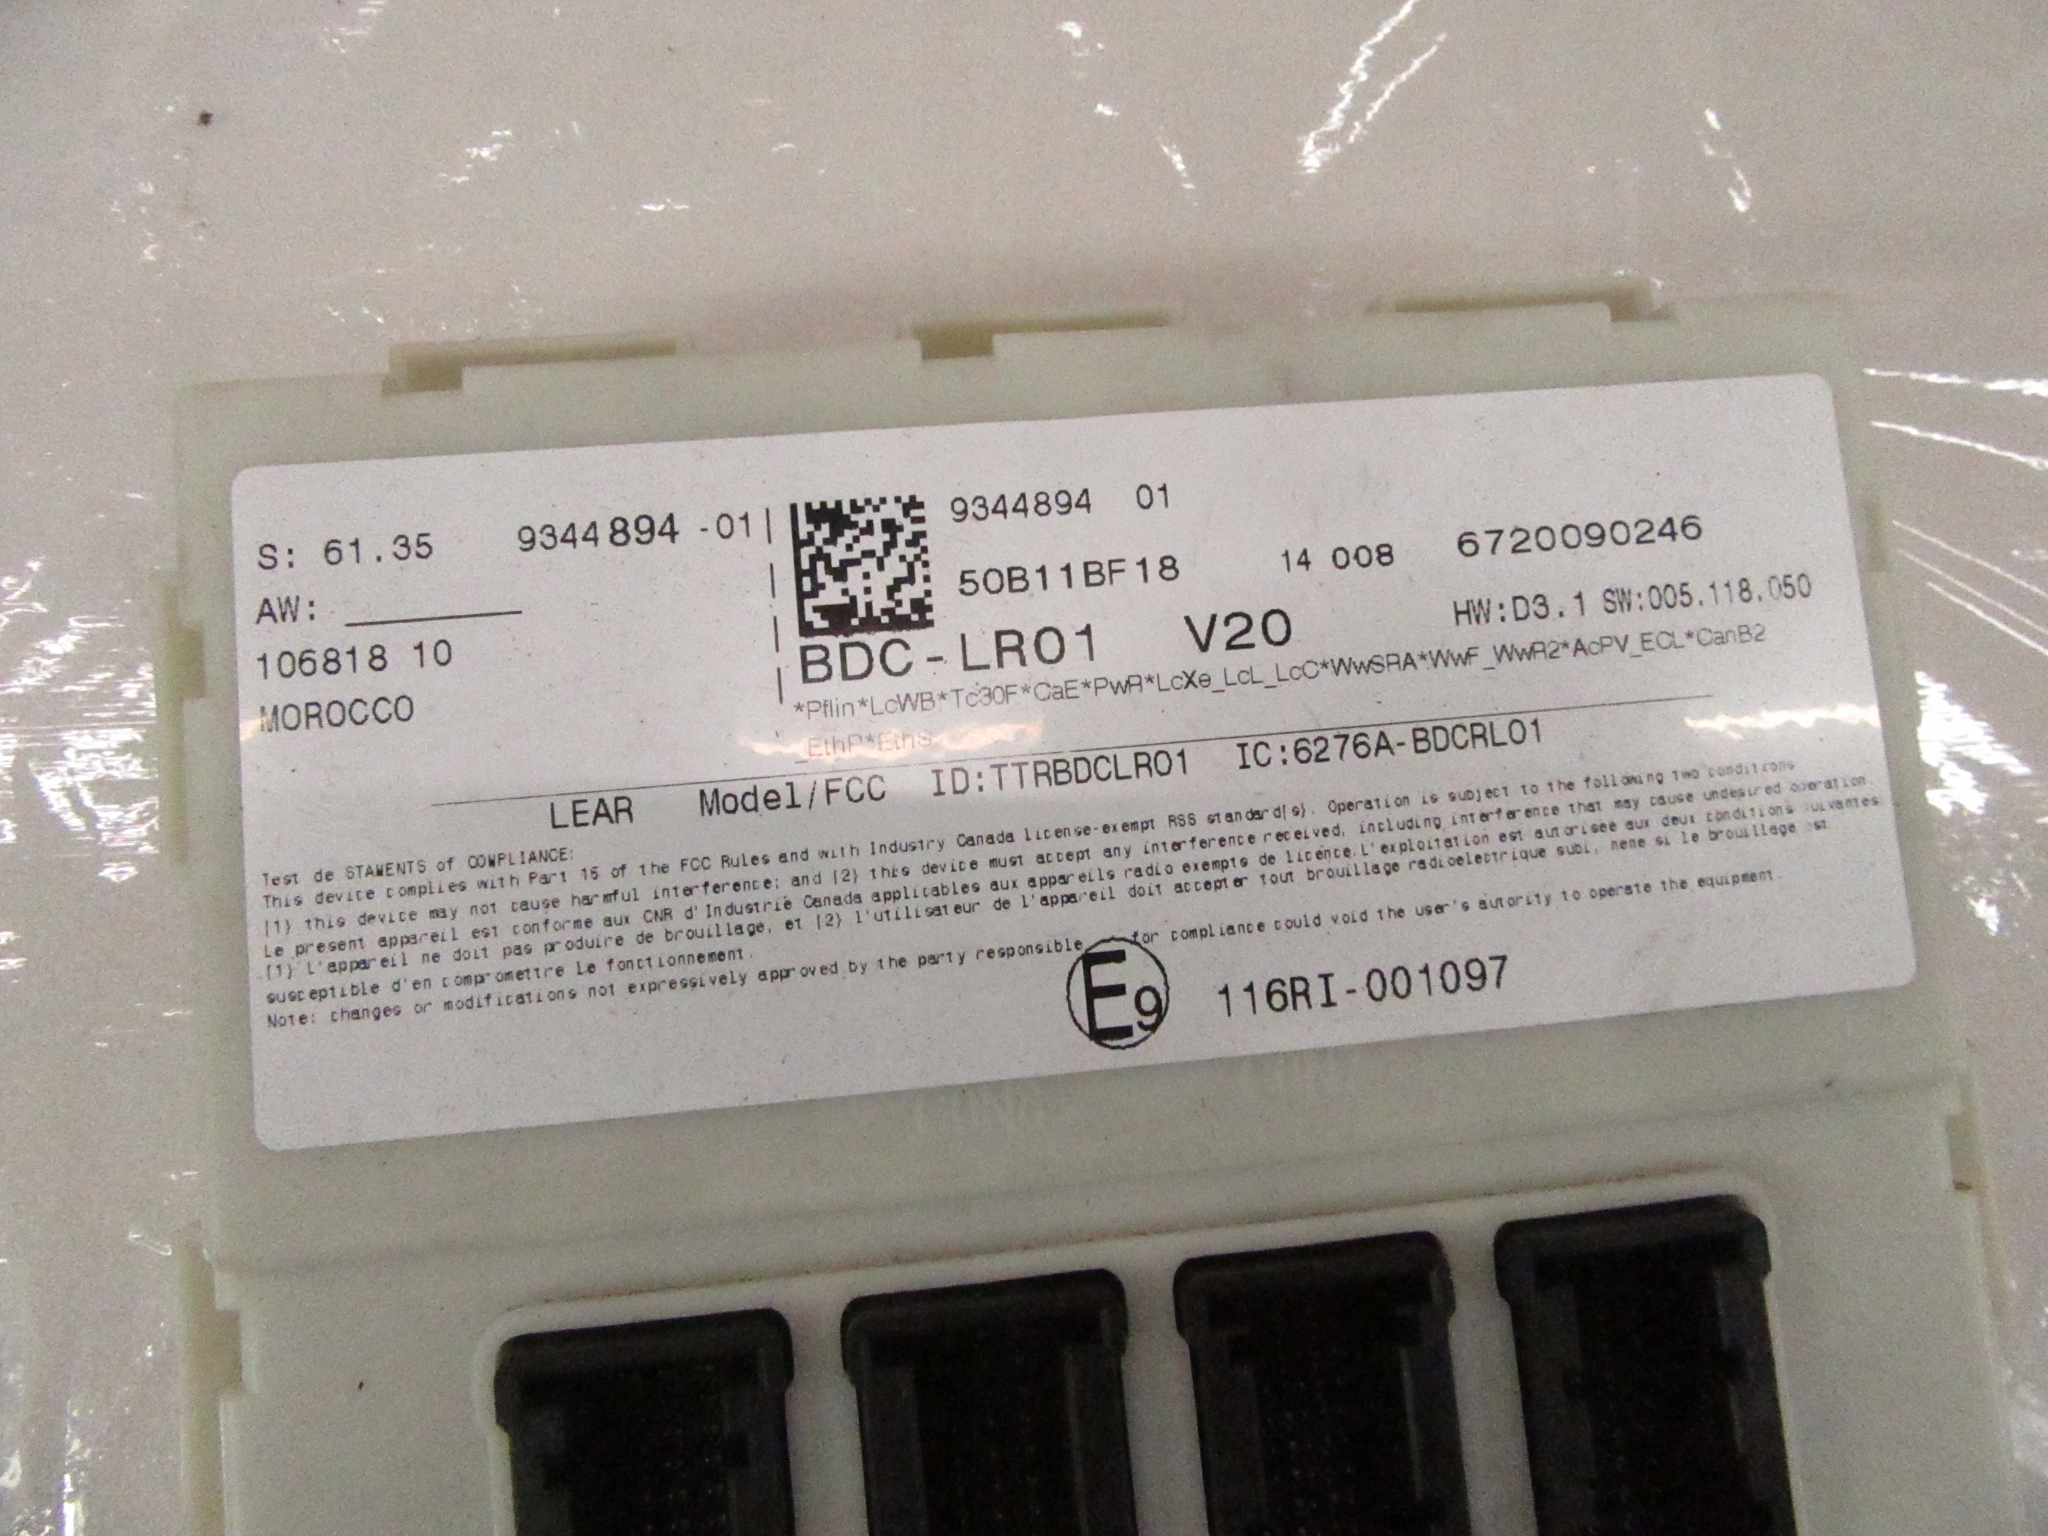 S: 61.35 9344894 -01
AW:
106818 10
MOROCCO
9344894 01
50B11BF18 14 008 6720090246
BDC-LR01 V20 HW:D3.1 SW:005.118.050
*Pflin*LcWB*Tc30F*CaE*PwR*LcXe_LcL_LcC*WwSRA*WwF_WwR2*AcPV_ECL*CanB2
_EthP*EthS
LEAR Model/FCC ID:TTRBDCLR01 IC:6276A-BDCRL01
Test de STAMENTS of COMPLIANCE:
This device complies with Part 15 of the FCC Rules and with Industry Canada license-exempt RSS standard(s). Operation is subject to the following two conditions
(1) this device may not cause harmful interference; and (2) this device must accept any interference received, including interference that may cause undesired operation.
Le present appareil est conforme aux CNR d'Industrie Canada applicables aux appareils radio exempts de licence.L'exploitation est autorisee aux deux conditions suivantes
(1) L'appareil ne doit pas produire de brouillage, et (2) l'utilisateur de l'appareil doit accepter tout brouillage radioelectrique subi, meme si le brouillage est
susceptible d'en compromettre le fonctionnement.
Note: changes or modifications not expressively approved by the party responsible for compliance could void the user's autority to operate the equipment.
E9 116RI-001097